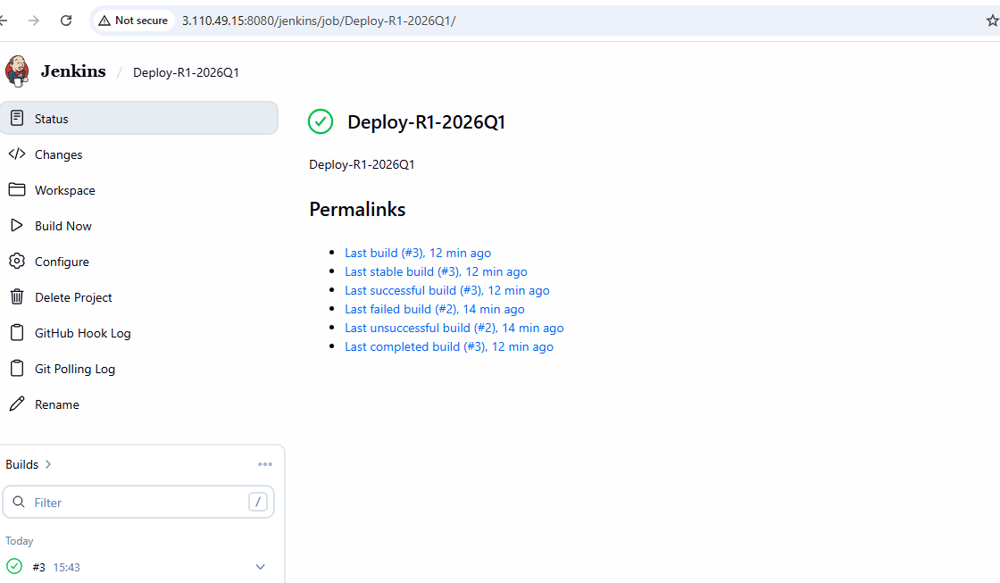 Not secure 3.110.49.15:8080/jenkins/job/Deploy-R1-2026Q1/
Jenkins / Deploy-R1-2026Q1
Status
Changes
Workspace
Build Now
Configure
Delete Project
GitHub Hook Log
Git Polling Log
Rename
Builds
Filter /
Today
#3 15:43
Deploy-R1-2026Q1
Deploy-R1-2026Q1
Permalinks
Last build (#3), 12 min ago
Last stable build (#3), 12 min ago
Last successful build (#3), 12 min ago
Last failed build (#2), 14 min ago
Last unsuccessful build (#2), 14 min ago
Last completed build (#3), 12 min ago